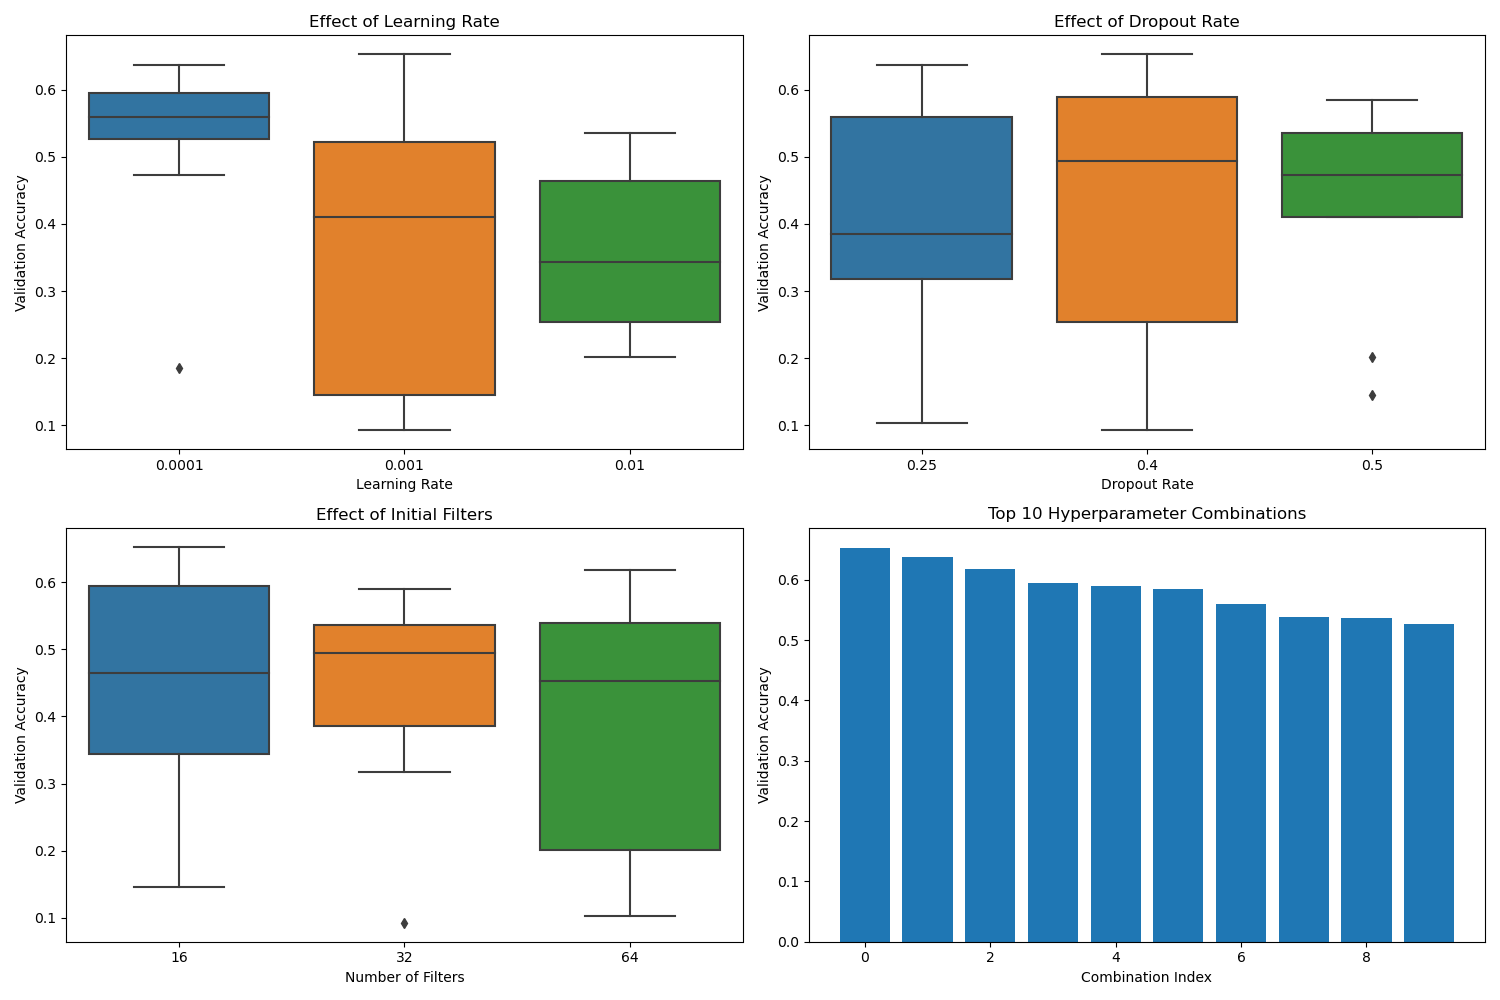 Effect of Learning Rate
Validation Accuracy
0.6
0.5
0.4
0.3
0.2
0.1
0.0001 0.001 0.01
Learning Rate
Effect of Dropout Rate
Validation Accuracy
0.6
0.5
0.4
0.3
0.2
0.1
0.25 0.4 0.5
Dropout Rate
Effect of Initial Filters
Validation Accuracy
0.6
0.5
0.4
0.3
0.2
0.1
16 32 64
Number of Filters
Top 10 Hyperparameter Combinations
Validation Accuracy
0.6
0.5
0.4
0.3
0.2
0.1
0.0
0 2 4 6 8
Combination Index